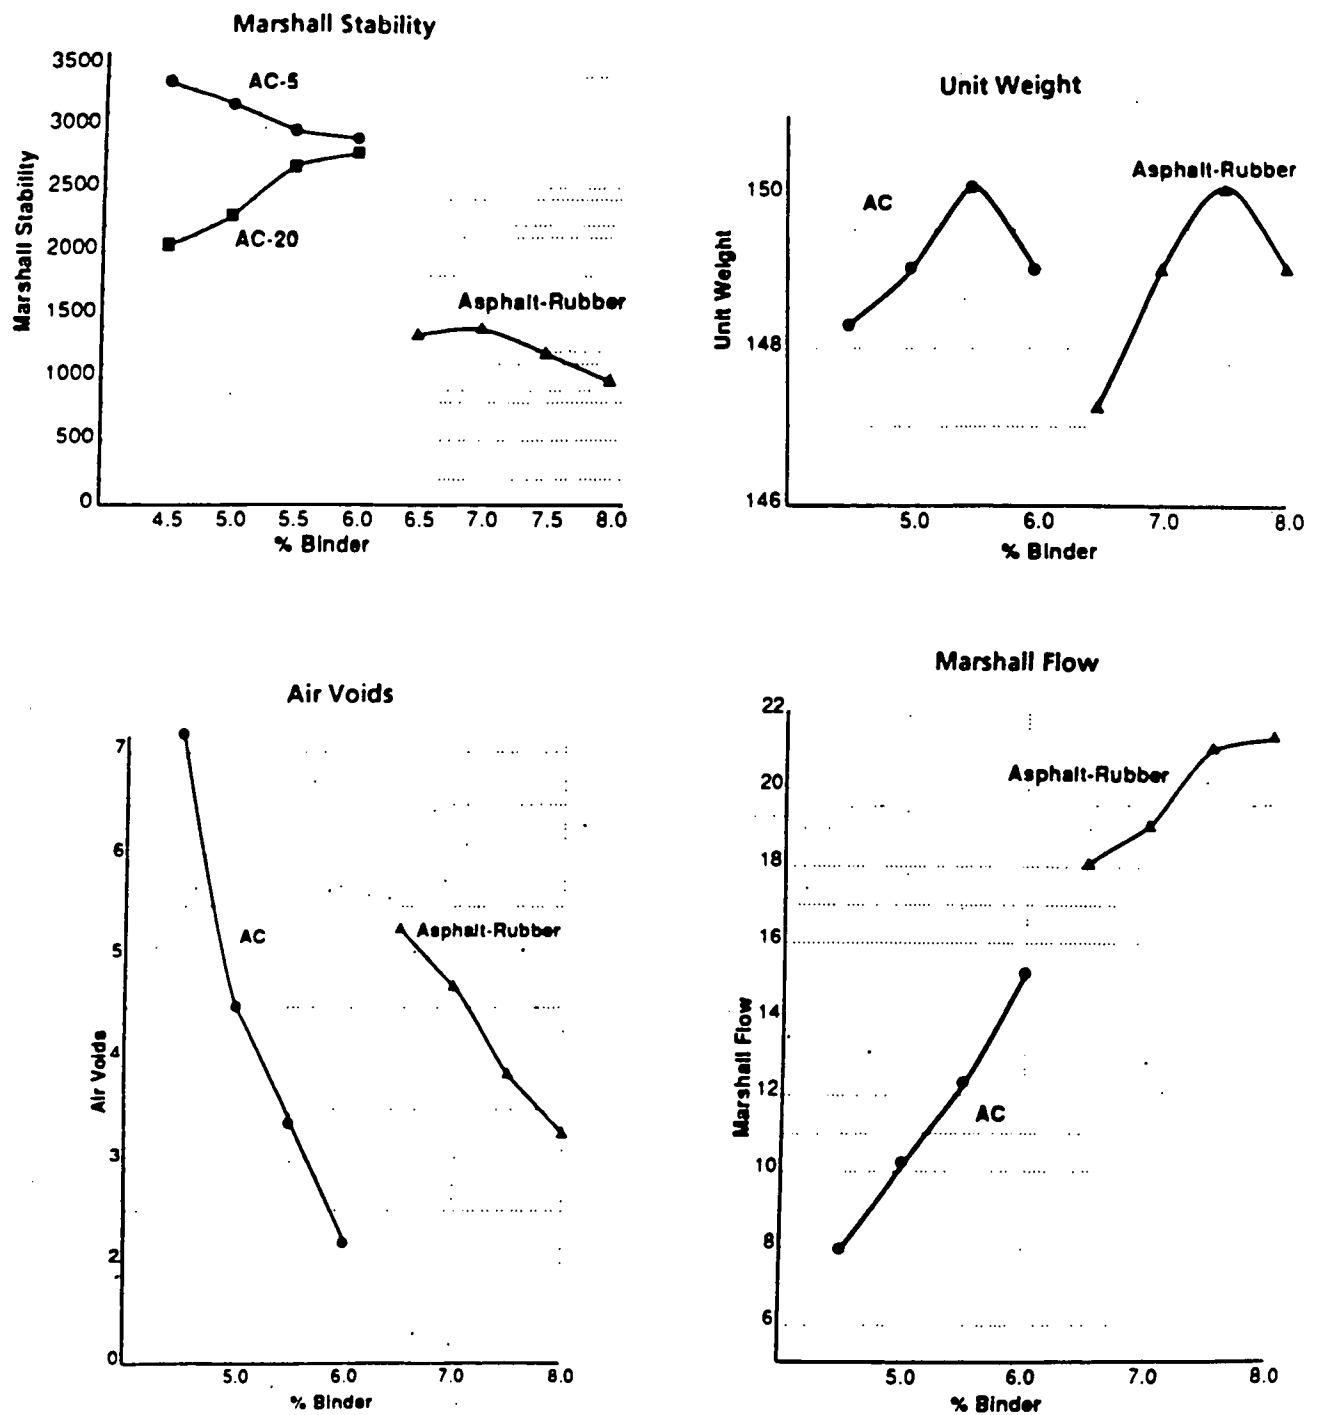 Marshall Stability
3500
3000
2500
2000
1500
1000
500
0
Marshall Stability
AC-5
AC-20
Asphalt-Rubber
4.5 5.0 5.5 6.0 6.5 7.0 7.5 8.0
% Binder
Unit Weight
150
148
146
Unit Weight
AC
Asphalt-Rubber
5.0 6.0 7.0 8.0
% Binder
Air Voids
7
6
5
4
3
2
0
Air Voids
AC
Asphalt-Rubber
5.0 6.0 7.0 8.0
% Binder
Marshall Flow
22
20
18
16
14
12
10
8
6
Marshall Flow
Asphalt-Rubber
AC
5.0 6.0 7.0 8.0
% Binder